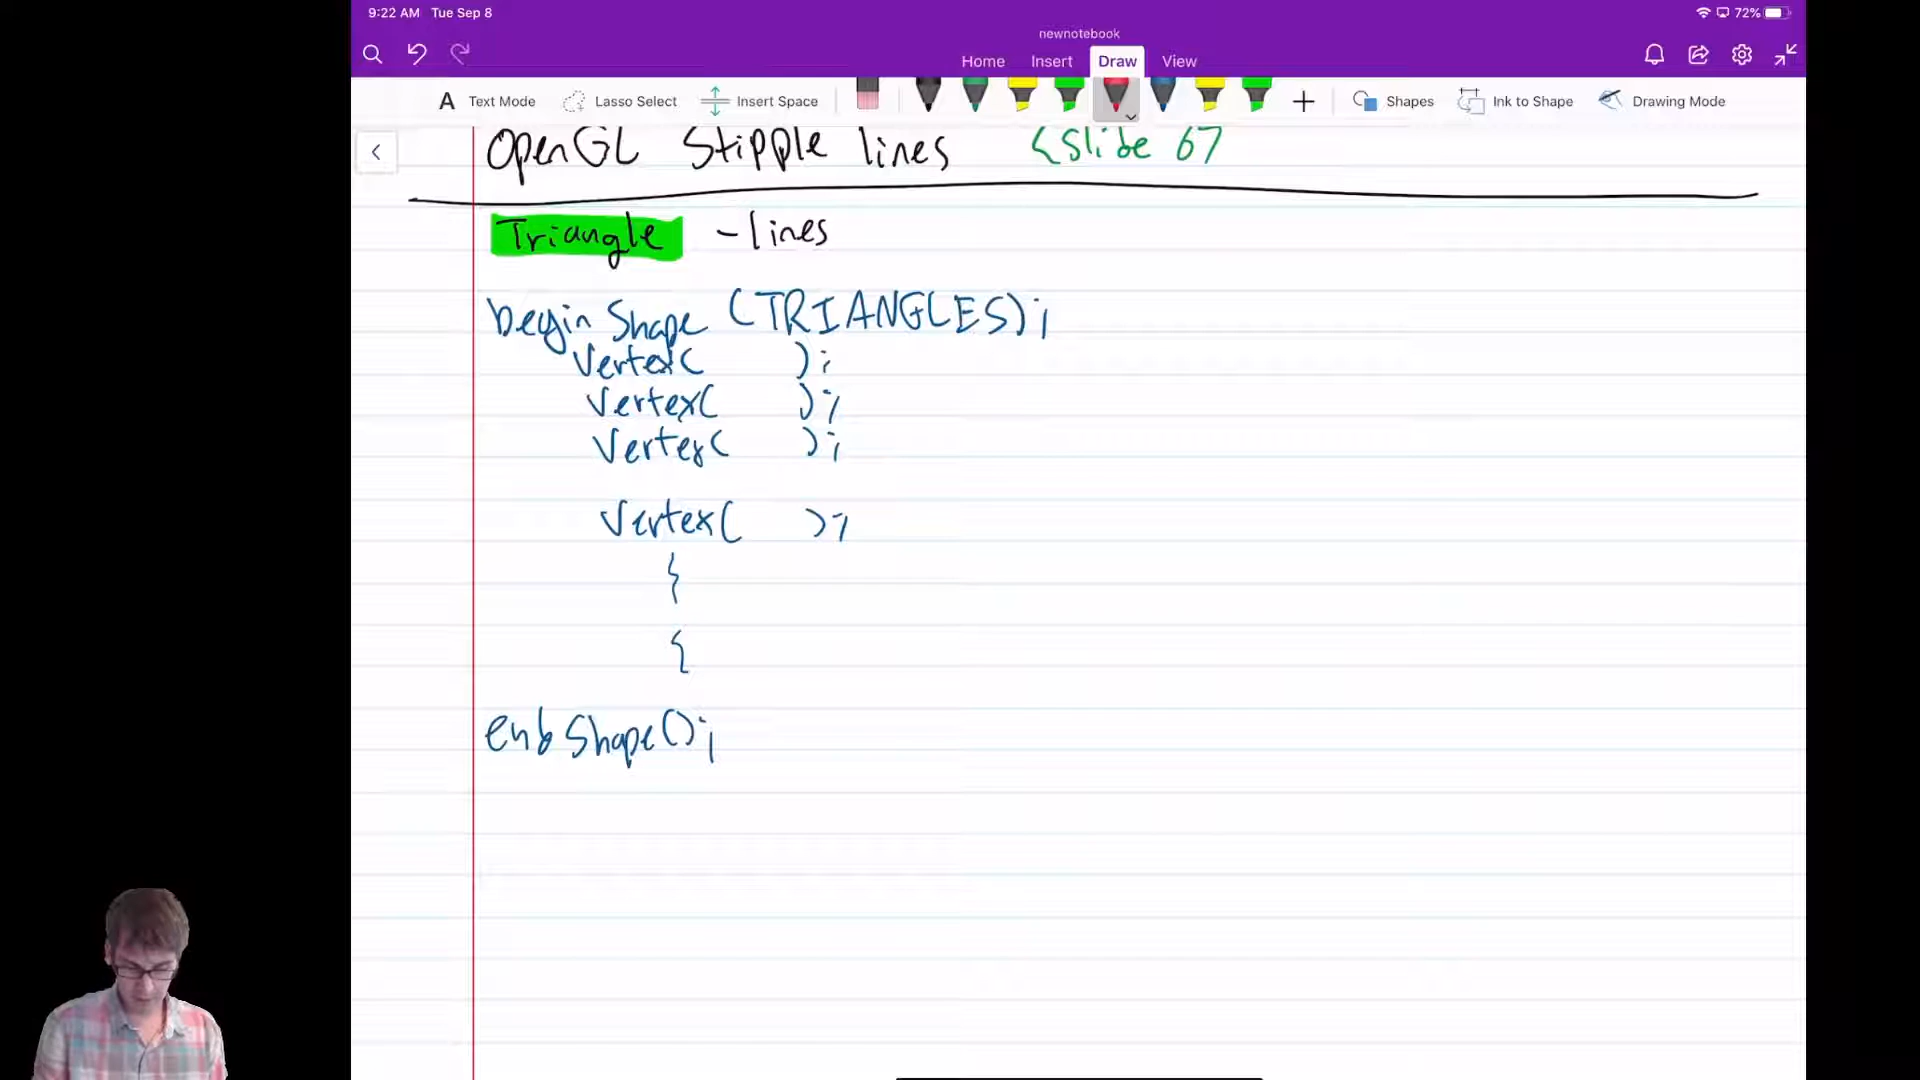 9:22 AM Tue Sep 8
72%
newnotebook
Home Insert Draw View
A Text Mode Lasso Select Insert Space Shapes Ink to Shape Drawing Mode
OpenGL Stipple lines {Slide 67
Triangle - lines
begin Shape (TRIANGLES);
Vertex( );
Vertex( );
Vertex( );
Vertex( );
}
{
end Shape();